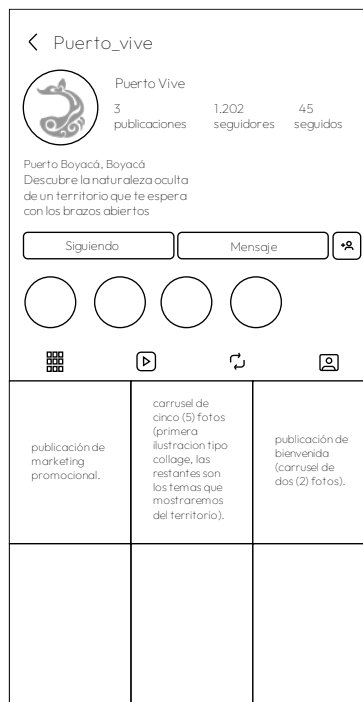 Puerto_vive
Puerto Vive
3 1.202 45
publicaciones seguidores seguidos
Puerto Boyacá, Boyacá
Descubre la naturaleza oculta
de un territorio que te espera
con los brazos abiertos
Siguiendo Mensaje
publicación de
marketing
promocional.
carrusel de
cinco (5) fotos
(primera
ilustracion tipo
collage, las
restantes son
los temas que
mostraremos
del territorio).
publicación de
bienvenida
(carrusel de
dos (2) fotos).